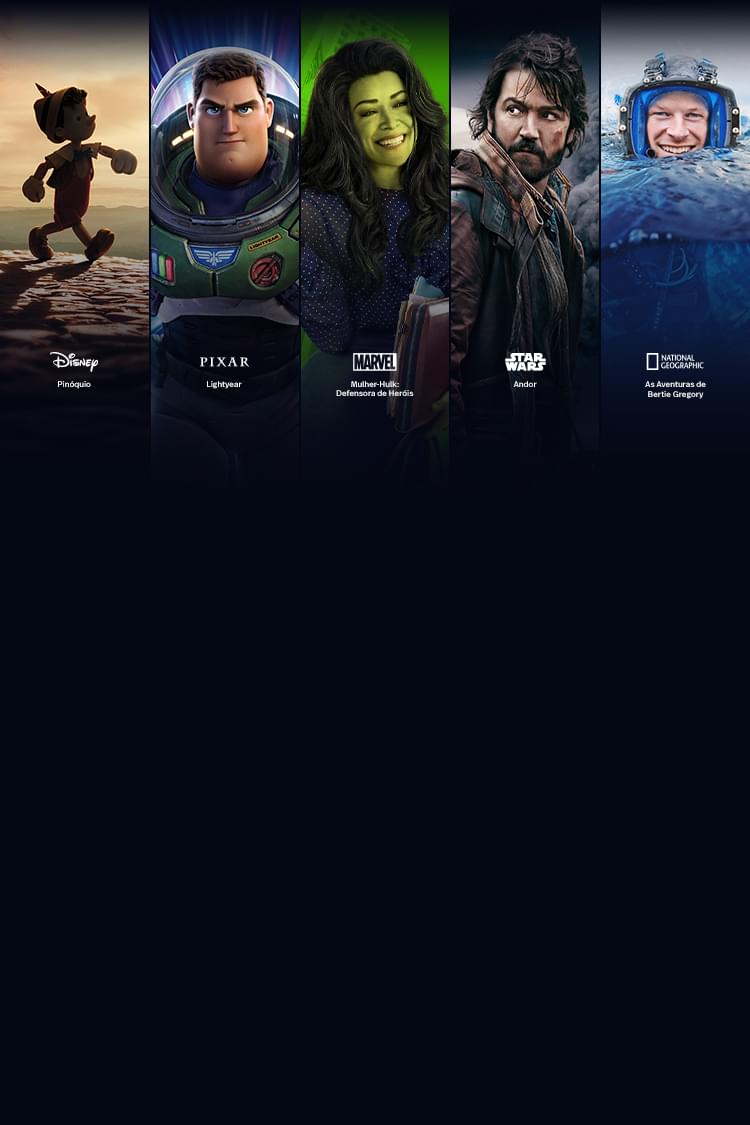 Disney
Pinóquio
PIXAR
LIGHTYEAR
Lightyear
MARVEL
Mulher-Hulk:
Defensora de Heróis
STAR
WARS
Andor
NATIONAL
GEOGRAPHIC
As Aventuras de
Bertie Gregory